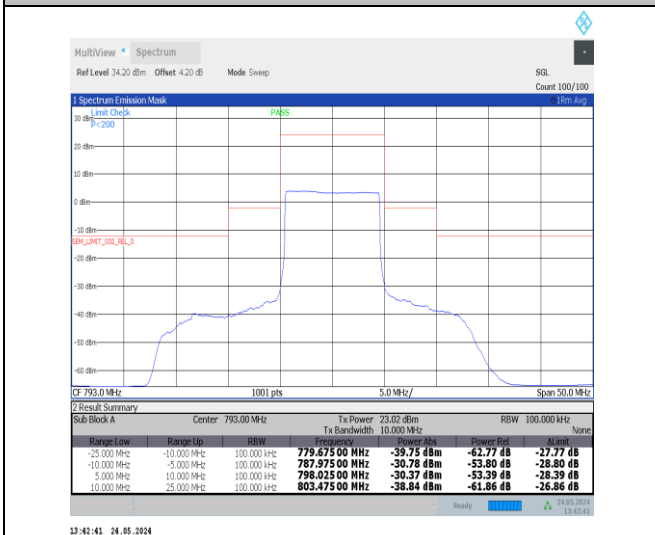 MultiView Spectrum
Ref Level 34.20 dBm Offset 4.20 dB Mode Sweep SGL
Count 100/100
1 Spectrum Emission Mask 1Rm Avg
Limit Check PASS
P<200
30 dBm
20 dBm
10 dBm
0 dBm
-10 dBm
SEM_LIMIT_002_REL_0
-20 dBm
-30 dBm
-40 dBm
-50 dBm
-60 dBm
CF 793.0 MHz 1001 pts 5.0 MHz/ Span 50.0 MHz
2 Result Summary
Sub Block A Center 793.00 MHz Tx Power 23.02 dBm RBW 100.000 kHz
Tx Bandwidth 10.000 MHz None
Range Low Range Up RBW Frequency Power Abs Power Rel ΔLimit
-25.000 MHz -10.000 MHz 100.000 kHz 779.67500 MHz -39.75 dBm -62.77 dB -27.77 dB
-10.000 MHz -5.000 MHz 100.000 kHz 787.97500 MHz -30.78 dBm -53.80 dB -28.80 dB
5.000 MHz 10.000 MHz 100.000 kHz 798.02500 MHz -30.37 dBm -53.39 dB -28.39 dB
10.000 MHz 25.000 MHz 100.000 kHz 803.47500 MHz -38.84 dBm -61.86 dB -26.86 dB
Ready 24.05.2024
13:42:41
13:42:41 24.05.2024